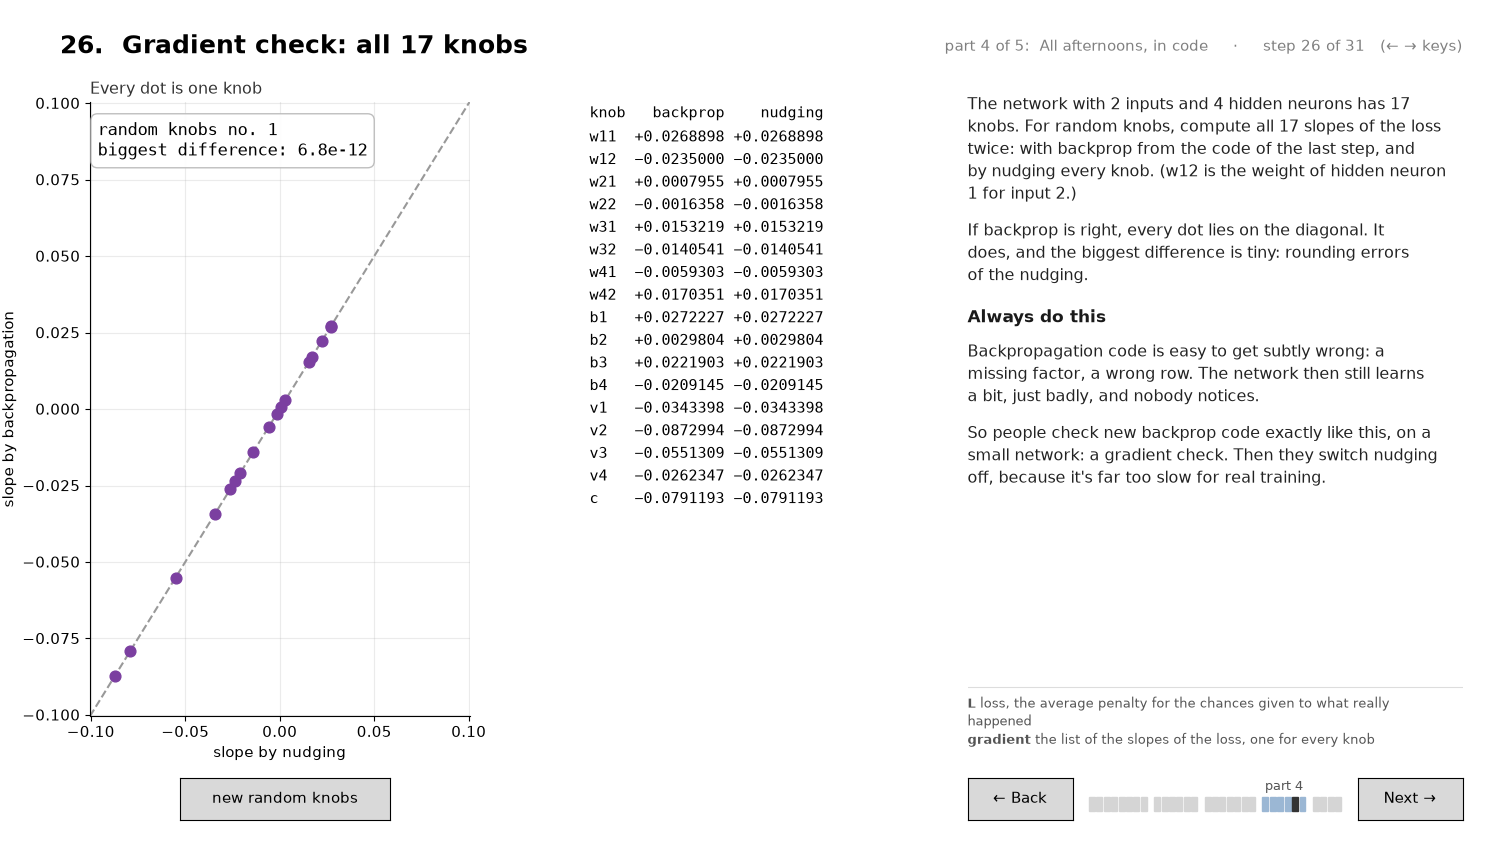 26.  Gradient check: all 17 knobs
part 4 of 5:  All afternoons, in code  ·  step 26 of 31  (← → keys)
Every dot is one knob
random knobs no. 1
biggest difference: 6.8e-12
0.100
0.075
0.050
0.025
0.000
−0.025
−0.050
−0.075
−0.100
slope by backpropagation
−0.10 −0.05 0.00 0.05 0.10
slope by nudging
new random knobs
knob backprop nudging
w11 +0.0268898 +0.0268898
w12 −0.0235000 −0.0235000
w21 +0.0007955 +0.0007955
w22 −0.0016358 −0.0016358
w31 +0.0153219 +0.0153219
w32 −0.0140541 −0.0140541
w41 −0.0059303 −0.0059303
w42 +0.0170351 +0.0170351
b1 +0.0272227 +0.0272227
b2 +0.0029804 +0.0029804
b3 +0.0221903 +0.0221903
b4 −0.0209145 −0.0209145
v1 −0.0343398 −0.0343398
v2 −0.0872994 −0.0872994
v3 −0.0551309 −0.0551309
v4 −0.0262347 −0.0262347
c −0.0791193 −0.0791193
The network with 2 inputs and 4 hidden neurons has 17
knobs. For random knobs, compute all 17 slopes of the loss
twice: with backprop from the code of the last step, and
by nudging every knob. (w12 is the weight of hidden neuron
1 for input 2.)
If backprop is right, every dot lies on the diagonal. It
does, and the biggest difference is tiny: rounding errors
of the nudging.
Always do this
Backpropagation code is easy to get subtly wrong: a
missing factor, a wrong row. The network then still learns
a bit, just badly, and nobody notices.
So people check new backprop code exactly like this, on a
small network: a gradient check. Then they switch nudging
off, because it's far too slow for real training.
L loss, the average penalty for the chances given to what really
happened
gradient the list of the slopes of the loss, one for every knob
← Back
part 4
Next →